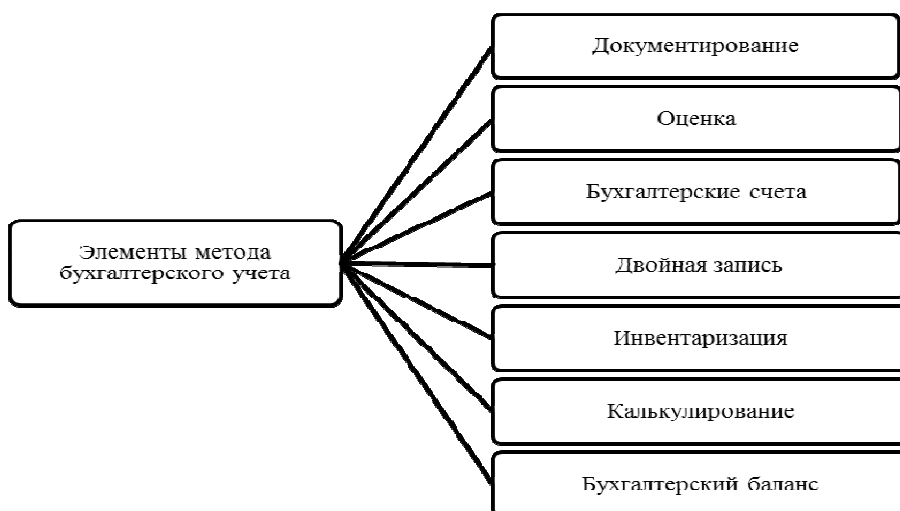 Элементы метода
бухгалтерского учета
Документирование
Оценка
Бухгалтерские счета
Двойная запись
Инвентаризация
Калькулирование
Бухгалтерский баланс